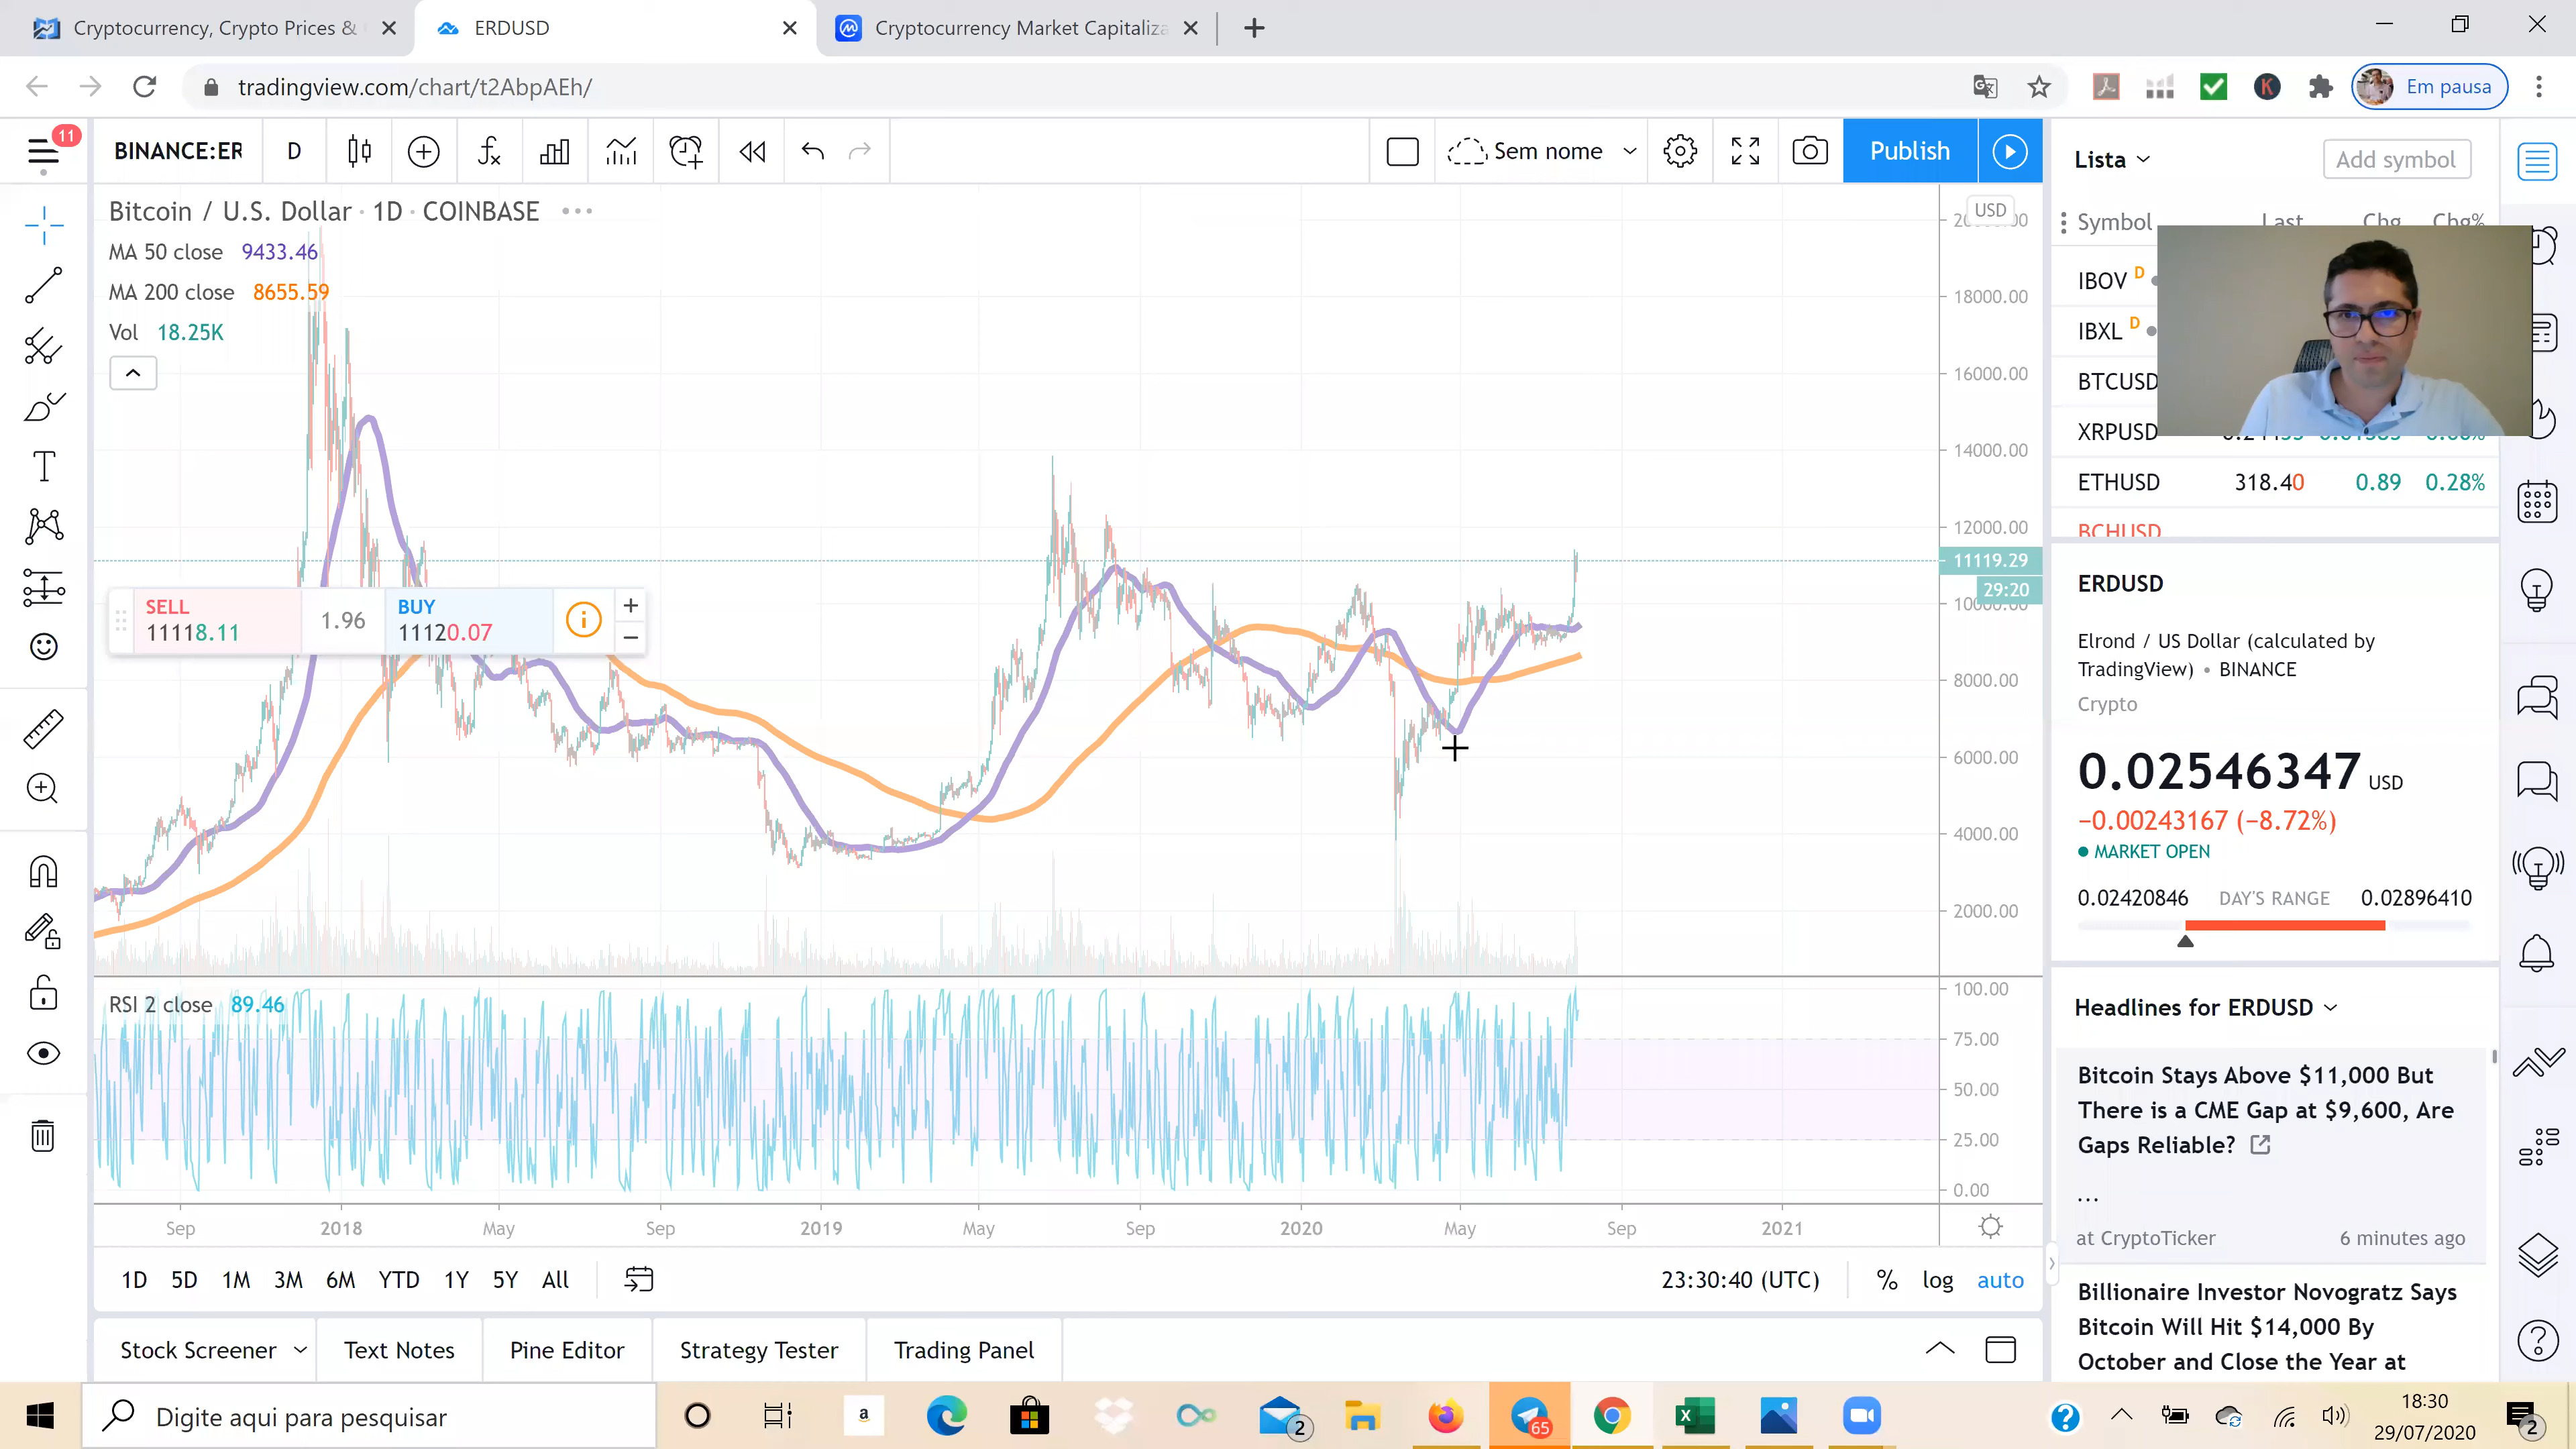 Cryptocurrency, Crypto Prices &
ERDUSD
Cryptocurrency Market Capitaliza
tradingview.com/chart/t2AbpAEh/
Em pausa
11
BINANCE:ER
D
Sem nome
Publish
Lista
Add symbol
Bitcoin / U.S. Dollar · 1D · COINBASE
USD
MA 50 close 9433.46
MA 200 close 8655.59
Vol 18.25K
Symbol Last Chg Chg%
IBOV D
IBXL D
BTCUSD
XRPUSD
ETHUSD 318.40 0.89 0.28%
BCHUSD
18000.00
16000.00
14000.00
12000.00
11119.29
29:20
10000.00
8000.00
6000.00
4000.00
2000.00
SELL
11118.11
1.96
BUY
11120.07
ERDUSD
Elrond / US Dollar (calculated by
TradingView) • BINANCE
Crypto
0.02546347 USD
−0.00243167 (−8.72%)
MARKET OPEN
0.02420846 DAY'S RANGE 0.02896410
RSI 2 close 89.46
100.00
75.00
50.00
25.00
0.00
Headlines for ERDUSD
Bitcoin Stays Above $11,000 But
There is a CME Gap at $9,600, Are
Gaps Reliable?
...
at CryptoTicker 6 minutes ago
Billionaire Investor Novogratz Says
Bitcoin Will Hit $14,000 By
October and Close the Year at
Sep 2018 May Sep 2019 May Sep 2020 May Sep 2021
1D 5D 1M 3M 6M YTD 1Y 5Y All
23:30:40 (UTC) % log auto
Stock Screener Text Notes Pine Editor Strategy Tester Trading Panel
Digite aqui para pesquisar
a
2
65
18:30
29/07/2020
2